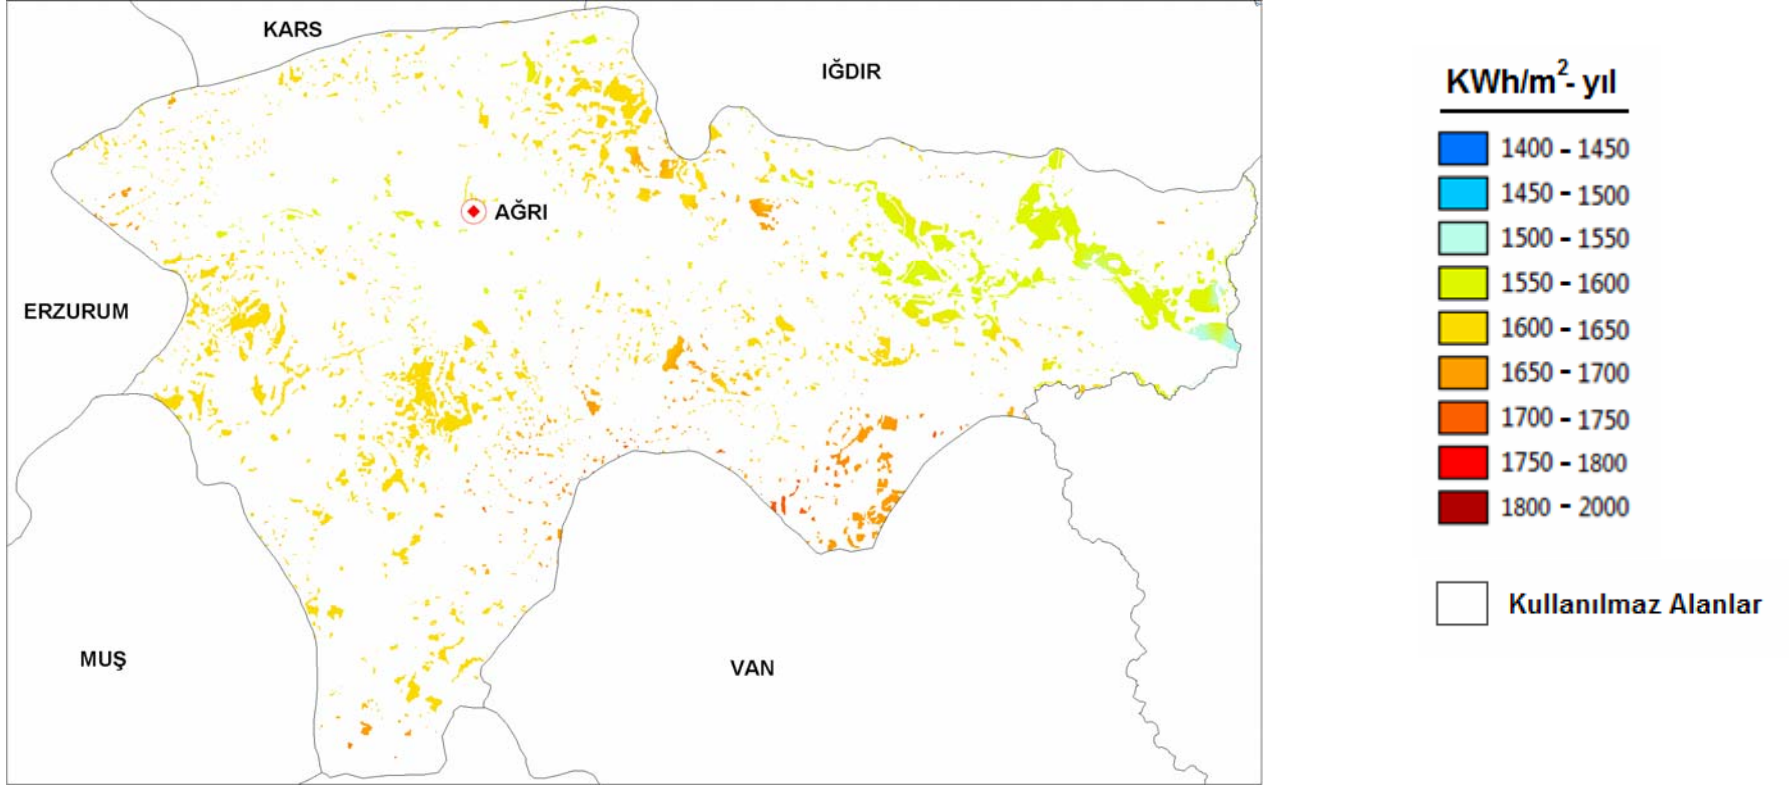 KARS
IĞDIR
AĞRI
ERZURUM
MUŞ
VAN
KWh/m²- yıl
1400 - 1450
1450 - 1500
1500 - 1550
1550 - 1600
1600 - 1650
1650 - 1700
1700 - 1750
1750 - 1800
1800 - 2000
Kullanılmaz Alanlar